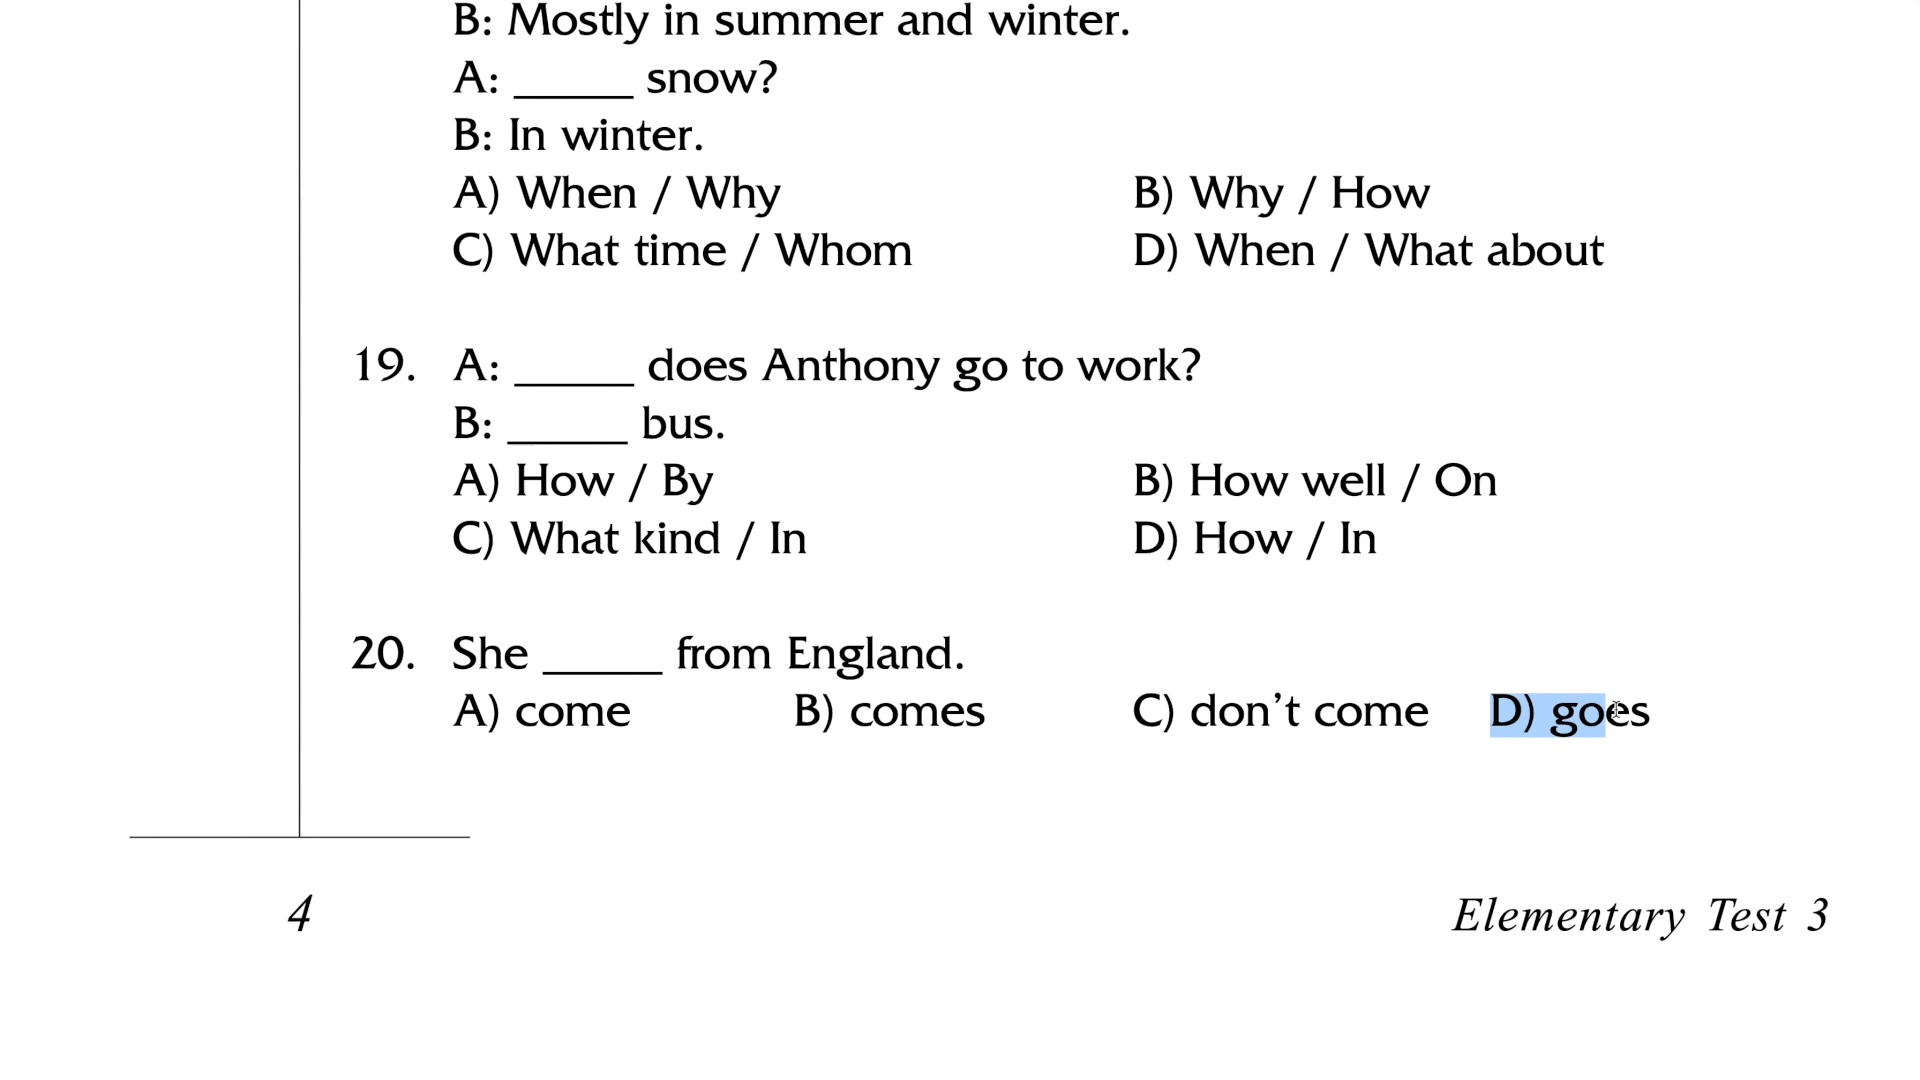 B: Mostly in summer and winter.
A: _____ snow?
B: In winter.
A) When / Why B) Why / How
C) What time / Whom D) When / What about
19. A: _____ does Anthony go to work?
B: _____ bus.
A) How / By B) How well / On
C) What kind / In D) How / In
20. She _____ from England.
A) come B) comes C) don’t come D) goes
4 Elementary Test 3